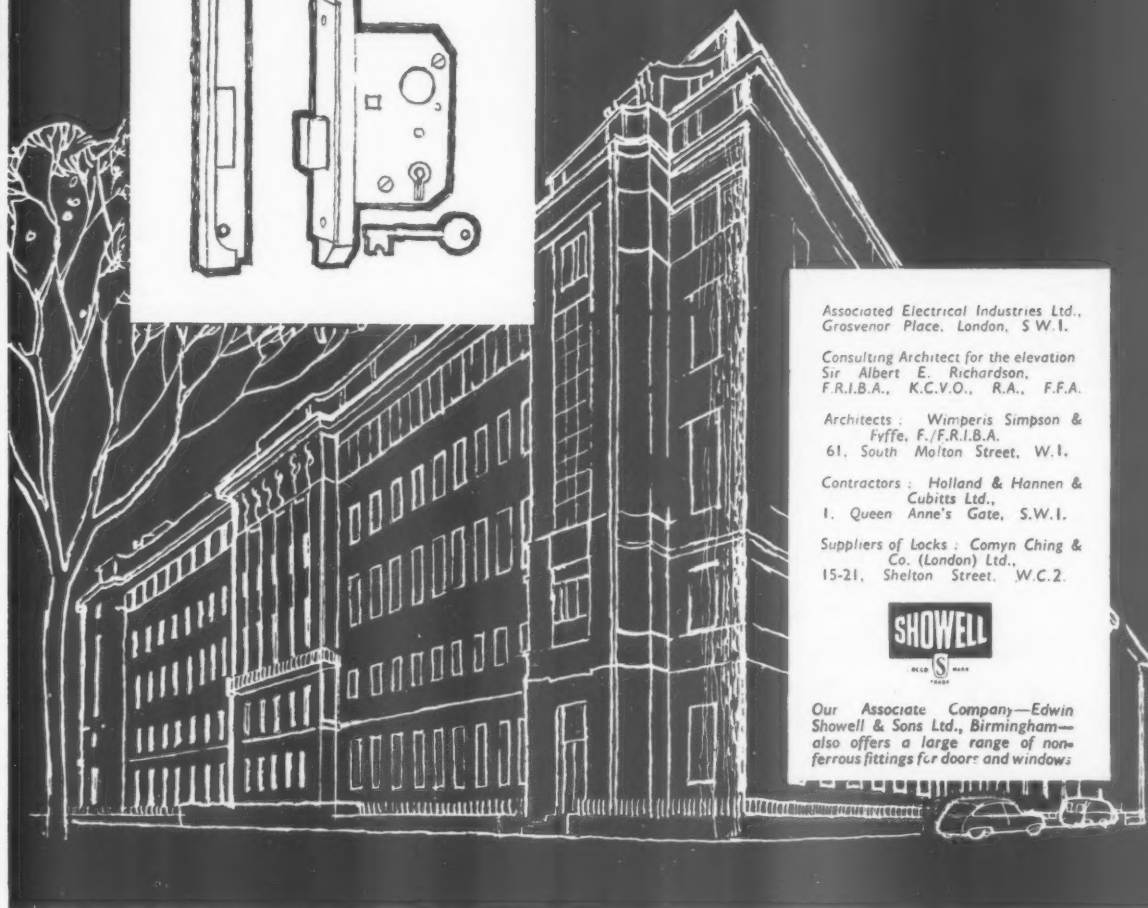 Associated Electrical Industries Ltd.,
Grosvenor Place, London, S.W.1.
Consulting Architect for the elevation
Sir Albert E. Richardson,
F.R.I.B.A., K.C.V.O., R.A., F.F.A.
Architects : Wimperis Simpson &
Fyffe, F./F.R.I.B.A.
61, South Molton Street, W.1.
Contractors : Holland & Hannen &
Cubitts Ltd.,
1, Queen Anne's Gate, S.W.1.
Suppliers of Locks : Comyn Ching &
Co. (London) Ltd.,
15-21, Shelton Street, W.C.2.
SHOWELL
REGD S MARK
TRADE
Our Associate Company—Edwin
Showell & Sons Ltd., Birmingham—
also offers a large range of non-
ferrous fittings for doors and windows